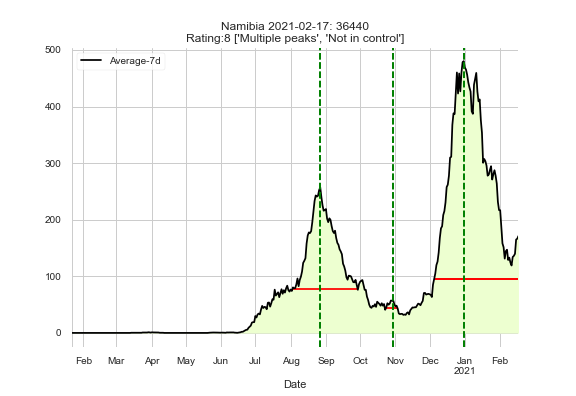 Namibia 2021-02-17: 36440
Rating:8 ['Multiple peaks', 'Not in control']
500
Average-7d
400
300
200
100
0
Feb Mar Apr May Jun Jul Aug Sep Oct Nov Dec Jan Feb
2021
Date